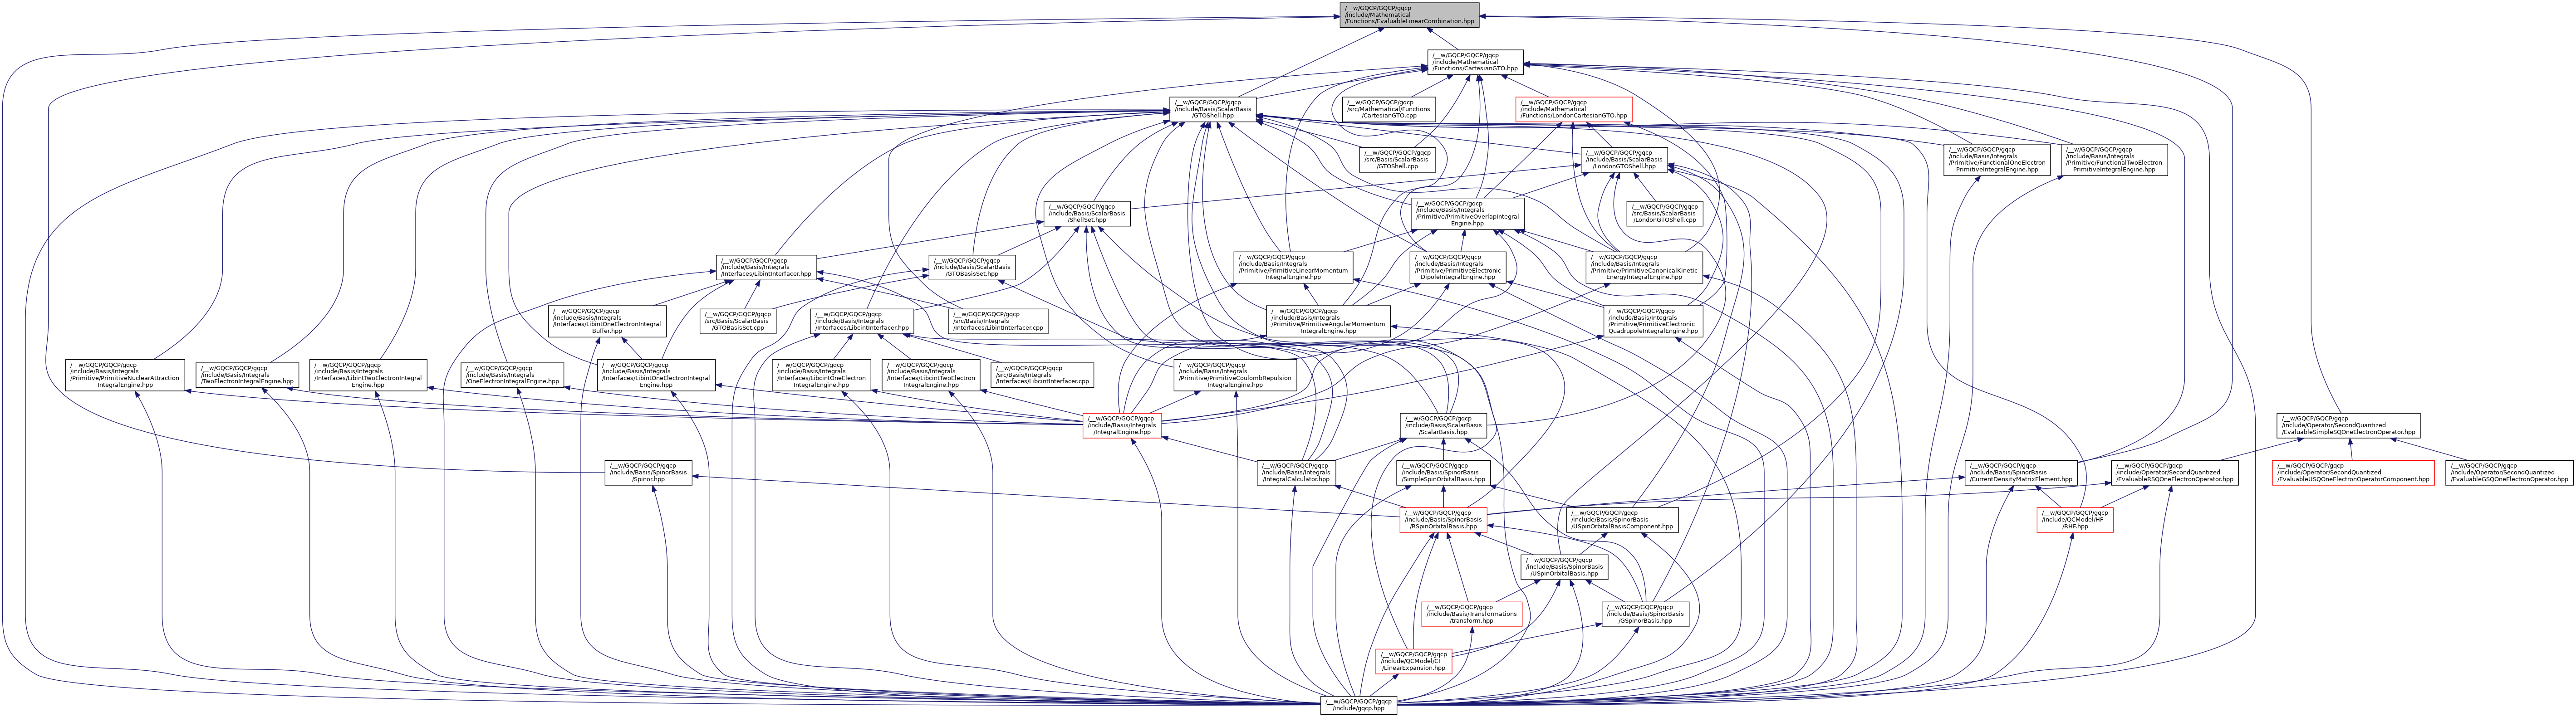 /__w/GQCP/GQCP/gqcp
/include/Mathematical
/Functions/EvaluableLinearCombination.hpp
/__w/GQCP/GQCP/gqcp
/include/Mathematical
/Functions/CartesianGTO.hpp
/__w/GQCP/GQCP/gqcp
/include/Basis/ScalarBasis
/GTOShell.hpp
/__w/GQCP/GQCP/gqcp
/src/Mathematical/Functions
/CartesianGTO.cpp
/__w/GQCP/GQCP/gqcp
/include/Mathematical
/Functions/LondonCartesianGTO.hpp
/__w/GQCP/GQCP/gqcp
/src/Basis/ScalarBasis
/GTOShell.cpp
/__w/GQCP/GQCP/gqcp
/include/Basis/ScalarBasis
/LondonGTOShell.hpp
/__w/GQCP/GQCP/gqcp
/include/Basis/Integrals
/Primitive/FunctionalOneElectron
PrimitiveIntegralEngine.hpp
/__w/GQCP/GQCP/gqcp
/include/Basis/Integrals
/Primitive/FunctionalTwoElectron
PrimitiveIntegralEngine.hpp
/__w/GQCP/GQCP/gqcp
/include/Basis/ScalarBasis
/ShellSet.hpp
/__w/GQCP/GQCP/gqcp
/include/Basis/Integrals
/Primitive/PrimitiveOverlapIntegral
Engine.hpp
/__w/GQCP/GQCP/gqcp
/src/Basis/ScalarBasis
/LondonGTOShell.cpp
/__w/GQCP/GQCP/gqcp
/include/Basis/Integrals
/Interfaces/LibintInterfacer.hpp
/__w/GQCP/GQCP/gqcp
/include/Basis/ScalarBasis
/GTOBasisSet.hpp
/__w/GQCP/GQCP/gqcp
/include/Basis/Integrals
/Primitive/PrimitiveLinearMomentum
IntegralEngine.hpp
/__w/GQCP/GQCP/gqcp
/include/Basis/Integrals
/Primitive/PrimitiveElectronic
DipoleIntegralEngine.hpp
/__w/GQCP/GQCP/gqcp
/include/Basis/Integrals
/Primitive/PrimitiveCanonicalKinetic
EnergyIntegralEngine.hpp
/__w/GQCP/GQCP/gqcp
/include/Basis/Integrals
/Interfaces/LibintOneElectronIntegral
Buffer.hpp
/__w/GQCP/GQCP/gqcp
/src/Basis/ScalarBasis
/GTOBasisSet.cpp
/__w/GQCP/GQCP/gqcp
/include/Basis/Integrals
/Interfaces/LibcintInterfacer.hpp
/__w/GQCP/GQCP/gqcp
/src/Basis/Integrals
/Interfaces/LibintInterfacer.cpp
/__w/GQCP/GQCP/gqcp
/include/Basis/Integrals
/Primitive/PrimitiveAngularMomentum
IntegralEngine.hpp
/__w/GQCP/GQCP/gqcp
/include/Basis/Integrals
/Primitive/PrimitiveElectronic
QuadrupoleIntegralEngine.hpp
/__w/GQCP/GQCP/gqcp
/include/Basis/Integrals
/Primitive/PrimitiveNuclearAttraction
IntegralEngine.hpp
/__w/GQCP/GQCP/gqcp
/include/Basis/Integrals
/TwoElectronIntegralEngine.hpp
/__w/GQCP/GQCP/gqcp
/include/Basis/Integrals
/Interfaces/LibintTwoElectronIntegral
Engine.hpp
/__w/GQCP/GQCP/gqcp
/include/Basis/Integrals
/OneElectronIntegralEngine.hpp
/__w/GQCP/GQCP/gqcp
/include/Basis/Integrals
/Interfaces/LibintOneElectronIntegral
Engine.hpp
/__w/GQCP/GQCP/gqcp
/include/Basis/Integrals
/Interfaces/LibcintOneElectron
IntegralEngine.hpp
/__w/GQCP/GQCP/gqcp
/include/Basis/Integrals
/Interfaces/LibcintTwoElectron
IntegralEngine.hpp
/__w/GQCP/GQCP/gqcp
/src/Basis/Integrals
/Interfaces/LibcintInterfacer.cpp
/__w/GQCP/GQCP/gqcp
/include/Basis/Integrals
/Primitive/PrimitiveCoulombRepulsion
IntegralEngine.hpp
/__w/GQCP/GQCP/gqcp
/include/Basis/Integrals
/IntegralEngine.hpp
/__w/GQCP/GQCP/gqcp
/include/Basis/ScalarBasis
/ScalarBasis.hpp
/__w/GQCP/GQCP/gqcp
/include/Operator/SecondQuantized
/EvaluableSimpleSQOneElectronOperator.hpp
/__w/GQCP/GQCP/gqcp
/include/Basis/SpinorBasis
/Spinor.hpp
/__w/GQCP/GQCP/gqcp
/include/Basis/Integrals
/IntegralCalculator.hpp
/__w/GQCP/GQCP/gqcp
/include/Basis/SpinorBasis
/SimpleSpinOrbitalBasis.hpp
/__w/GQCP/GQCP/gqcp
/include/Basis/SpinorBasis
/CurrentDensityMatrixElement.hpp
/__w/GQCP/GQCP/gqcp
/include/Operator/SecondQuantized
/EvaluableRSQOneElectronOperator.hpp
/__w/GQCP/GQCP/gqcp
/include/Operator/SecondQuantized
/EvaluableUSQOneElectronOperatorComponent.hpp
/__w/GQCP/GQCP/gqcp
/include/Operator/SecondQuantized
/EvaluableGSQOneElectronOperator.hpp
/__w/GQCP/GQCP/gqcp
/include/Basis/SpinorBasis
/RSpinOrbitalBasis.hpp
/__w/GQCP/GQCP/gqcp
/include/Basis/SpinorBasis
/USpinOrbitalBasisComponent.hpp
/__w/GQCP/GQCP/gqcp
/include/QCModel/HF
/RHF.hpp
/__w/GQCP/GQCP/gqcp
/include/Basis/SpinorBasis
/USpinOrbitalBasis.hpp
/__w/GQCP/GQCP/gqcp
/include/Basis/Transformations
/transform.hpp
/__w/GQCP/GQCP/gqcp
/include/Basis/SpinorBasis
/GSpinorBasis.hpp
/__w/GQCP/GQCP/gqcp
/include/QCModel/CI
/LinearExpansion.hpp
/__w/GQCP/GQCP/gqcp
/include/gqcp.hpp